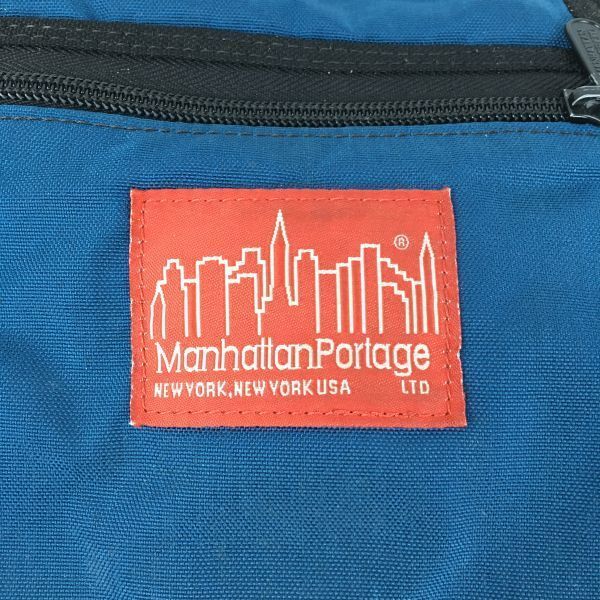 ®
ManhattanPortage
NEW YORK, NEW YORK USA LTD